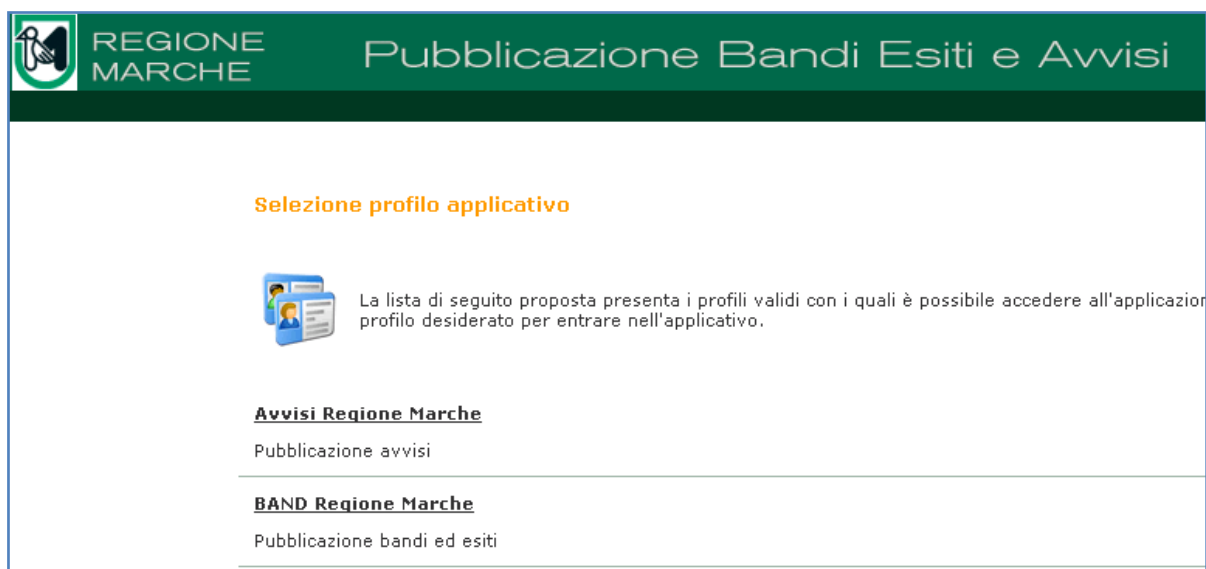 REGIONE
MARCHE
Pubblicazione Bandi Esiti e Avvisi
Selezione profilo applicativo
La lista di seguito proposta presenta i profili validi con i quali è possibile accedere all'applicazion
profilo desiderato per entrare nell'applicativo.
Avvisi Regione Marche
Pubblicazione avvisi
BAND Regione Marche
Pubblicazione bandi ed esiti